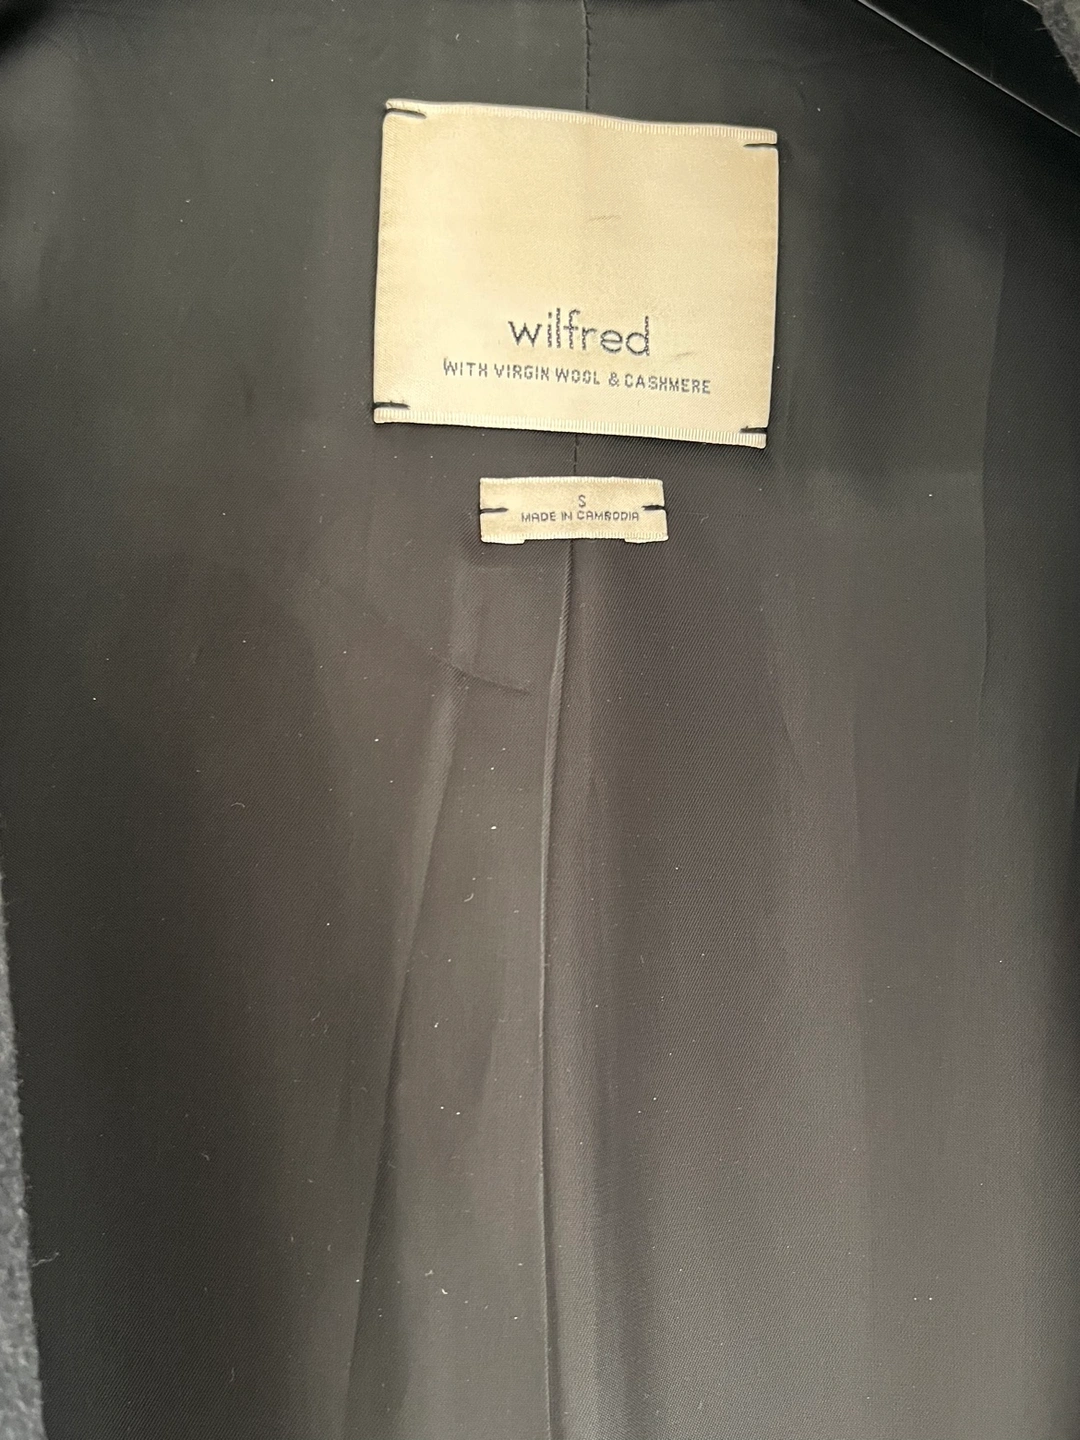 wilfred
WITH VIRGIN WOOL & CASHMERE
S
MADE IN CAMBODIA